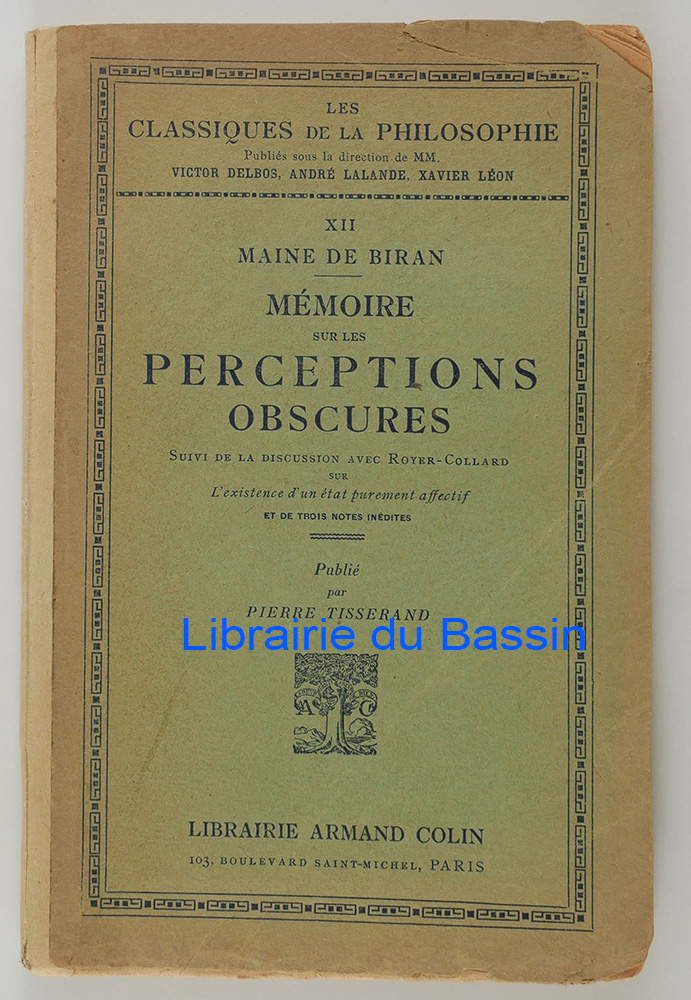 LES
CLASSIQUES DE LA PHILOSOPHIE
Publiés sous la direction de MM.
VICTOR DELBOS, ANDRÉ LALANDE, XAVIER LÉON
XII
MAINE DE BIRAN
MÉMOIRE
SUR LES
PERCEPTIONS
OBSCURES
SUIVI DE LA DISCUSSION AVEC ROYER-COLLARD
SUR
L'existence d'un état purement affectif
ET DE TROIS NOTES INÉDITES
Publié
par
PIERRE TISSERAND
Librairie du Bassin
A C
LIBRAIRIE ARMAND COLIN
103, BOULEVARD SAINT-MICHEL, PARIS